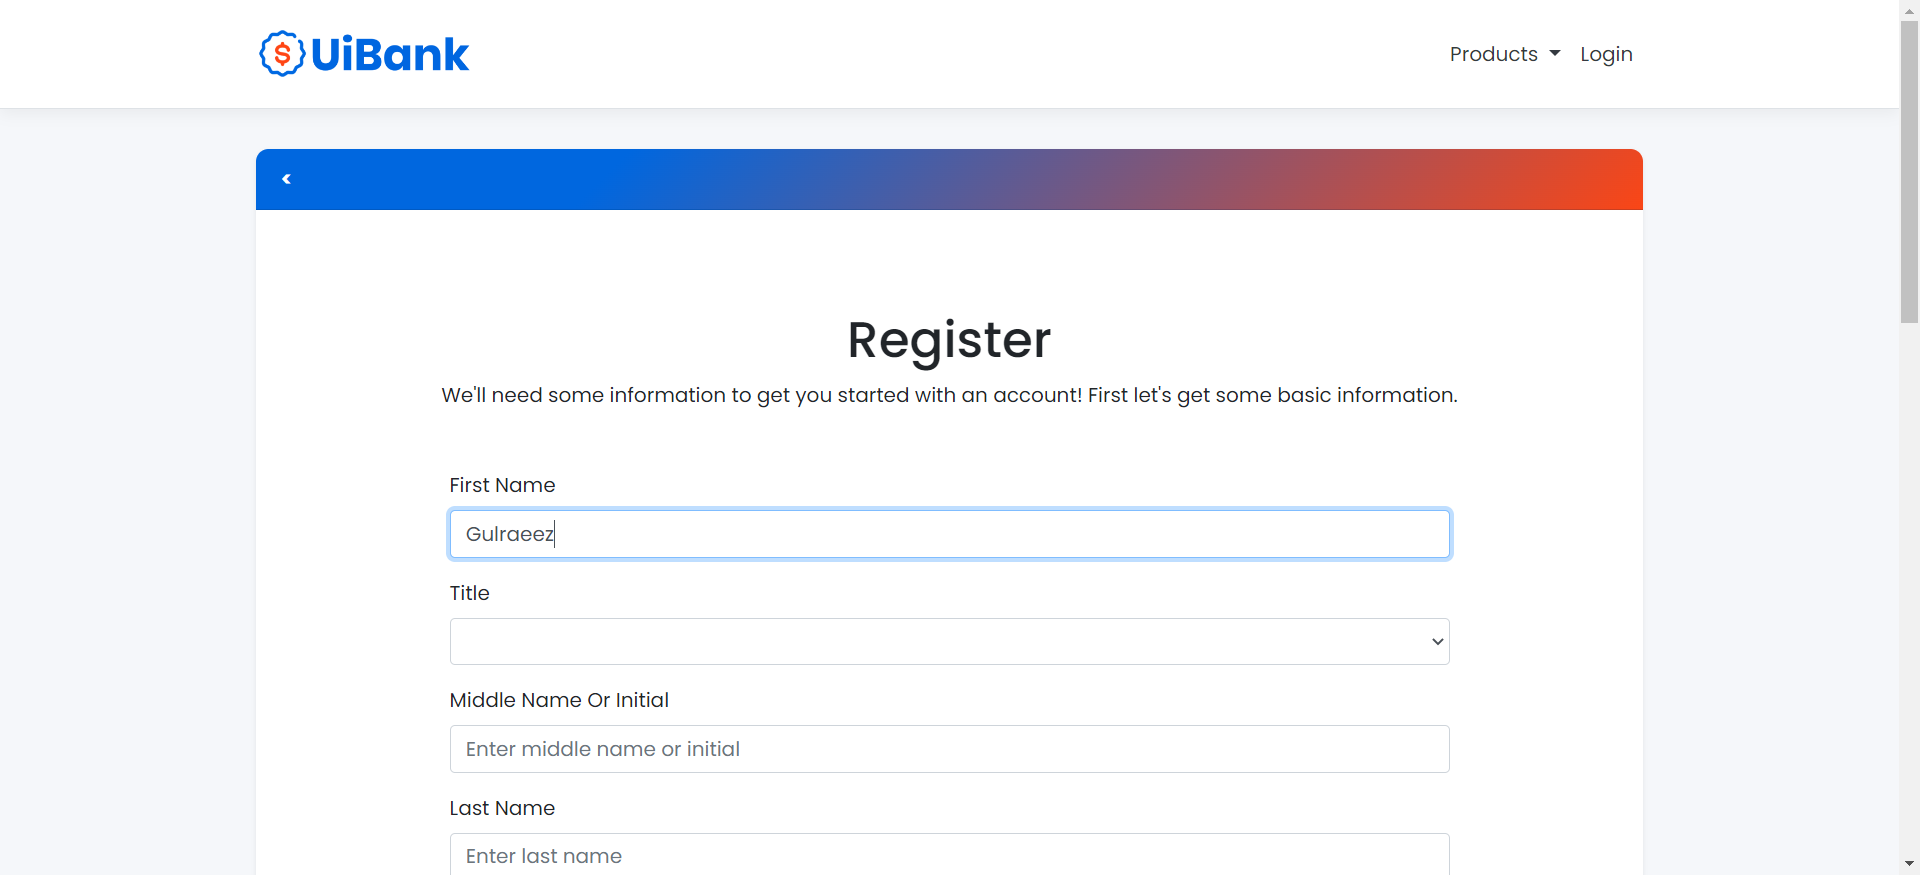 $ UiBank
Products Login
Register
We'll need some information to get you started with an account! First let's get some basic information.
First Name
Gulraeez
Title
Middle Name Or Initial
Enter middle name or initial
Last Name
Enter last name